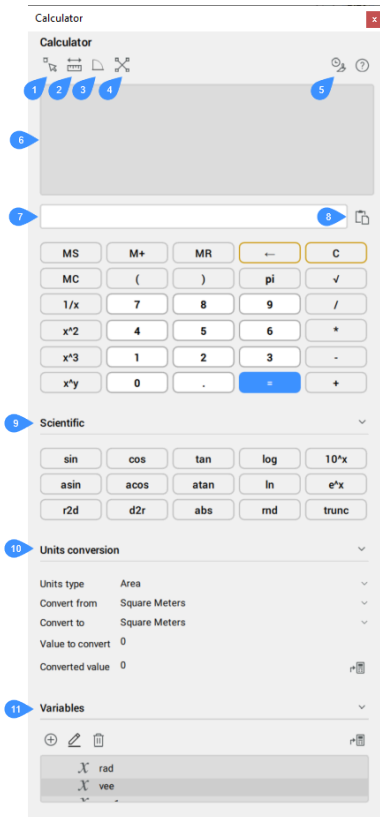 Calculator
x
Calculator
?
1 2 3 4 5
6
7 8
MS M+ MR ← C
MC ( ) pi √
1/x 7 8 9 /
x^2 4 5 6 *
x^3 1 2 3 -
x^y 0 . = +
9 Scientific
sin cos tan log 10^x
asin acos atan ln e^x
r2d d2r abs rnd trunc
10 Units conversion
Units type Area
Convert from Square Meters
Convert to Square Meters
Value to convert 0
Converted value 0
11 Variables
x rad
x vee